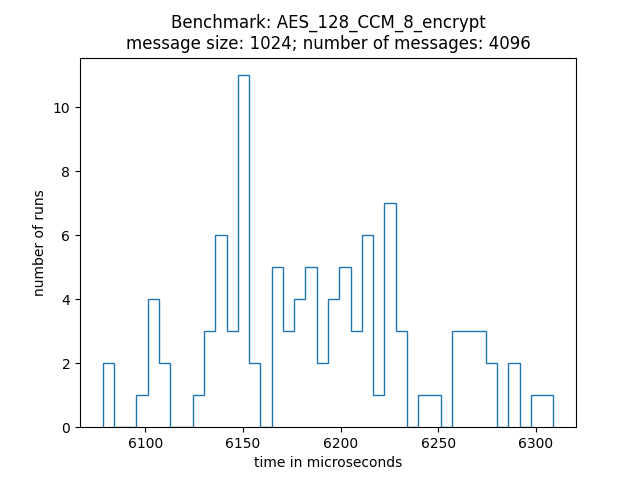 Benchmark: AES_128_CCM_8_encrypt
message size: 1024; number of messages: 4096
10
8
6
4
2
0
number of runs
6100 6150 6200 6250 6300
time in microseconds